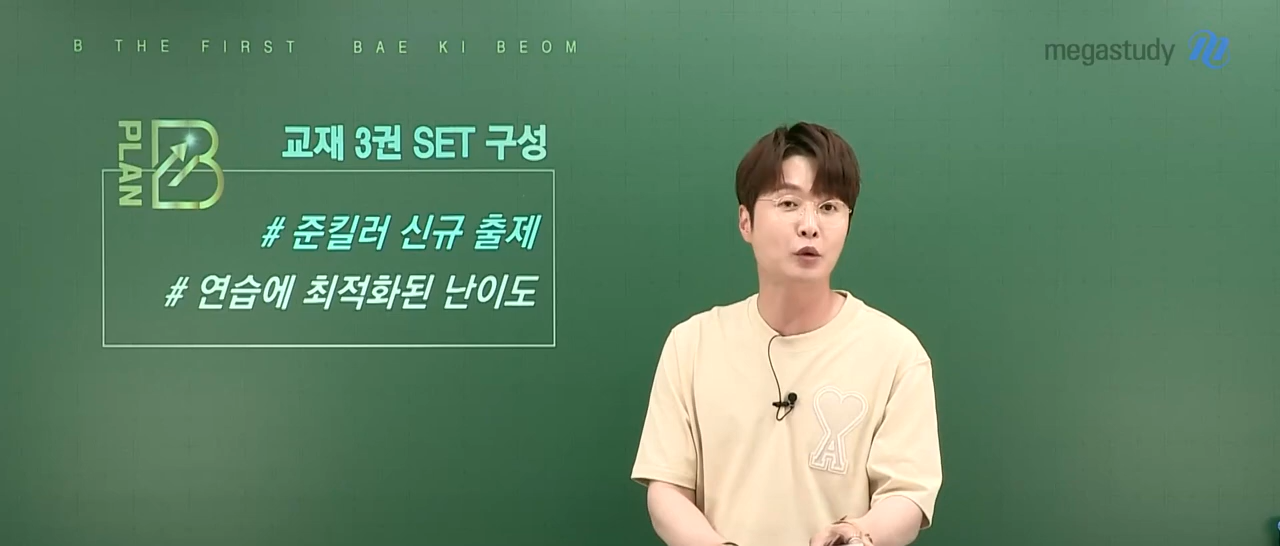 B THE FIRST BAE KI BEOM
megastudy
PLAN B
교재 3권 SET 구성
# 준킬러 신규 출제
# 연습에 최적화된 난이도
A